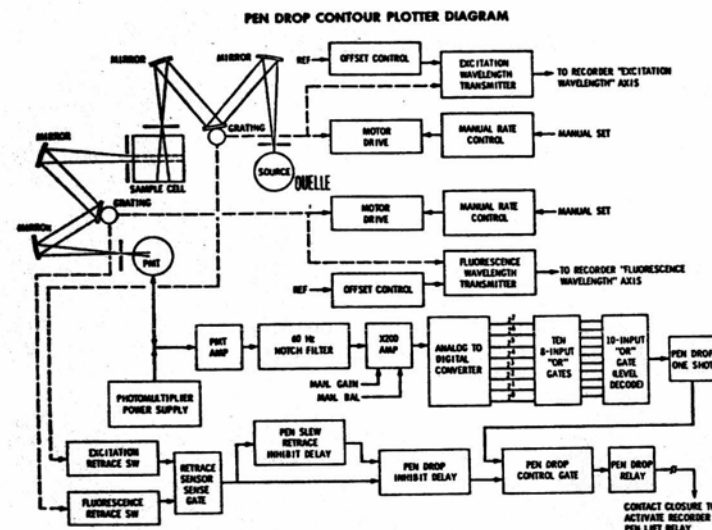 PEN DROP CONTOUR PLOTTER DIAGRAM
MIRROR
MIRROR
REF
OFFSET CONTROL
EXCITATION
WAVELENGTH
TRANSMITTER
TO RECORDER "EXCITATION
WAVELENGTH" AXIS
MIRROR
GRATING
MOTOR
DRIVE
MANUAL RATE
CONTROL
MANUAL SET
SAMPLE CELL
SOURCE
QUELLE
GRATING
MIRROR
MOTOR
DRIVE
MANUAL RATE
CONTROL
MANUAL SET
PMT
FLUORESCENCE
WAVELENGTH
TRANSMITTER
TO RECORDER "FLUORESCENCE
WAVELENGTH" AXIS
REF
OFFSET CONTROL
PMT
AMP
60 Hz
NOTCH FILTER
X200
AMP
ANALOG TO
DIGITAL
CONVERTER
TEN
8-INPUT
"OR"
GATES
10-INPUT
"OR"
GATE
(LEVEL
DECODE)
PEN DROP
ONE SHOT
MAN. GAIN
MAN. BAL
PHOTOMULTIPLIER
POWER SUPPLY
EXCITATION
RETRACE SW
RETRACE
SENSOR
SENSE
GATE
PEN SLEW
RETRACE
INHIBIT DELAY
PEN DROP
INHIBIT DELAY
PEN DROP
CONTROL GATE
PEN DROP
RELAY
FLUORESCENCE
RETRACE SW
CONTACT CLOSURE TO
ACTIVATE RECORDER
PEN LIFT RELAY